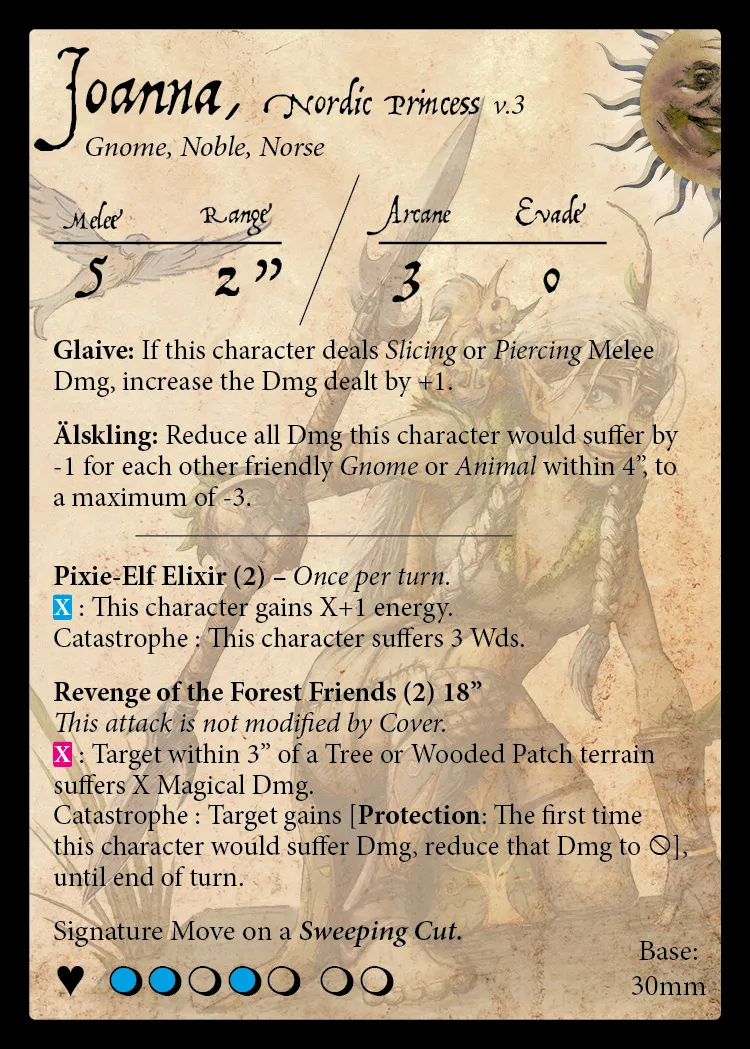 Joanna, Nordic Princess v.3
Gnome, Noble, Norse
Melee Range Arcane Evade
5 2” 3 0
Glaive: If this character deals Slicing or Piercing Melee
Dmg, increase the Dmg dealt by +1.
Älskling: Reduce all Dmg this character would suffer by
-1 for each other friendly Gnome or Animal within 4”, to
a maximum of -3.
Pixie-Elf Elixir (2) – Once per turn.
X : This character gains X+1 energy.
Catastrophe : This character suffers 3 Wds.
Revenge of the Forest Friends (2) 18”
This attack is not modified by Cover.
X : Target within 3” of a Tree or Wooded Patch terrain
suffers X Magical Dmg.
Catastrophe : Target gains [Protection: The first time
this character would suffer Dmg, reduce that Dmg to 🛇],
until end of turn.
Signature Move on a Sweeping Cut.
Base:
30mm